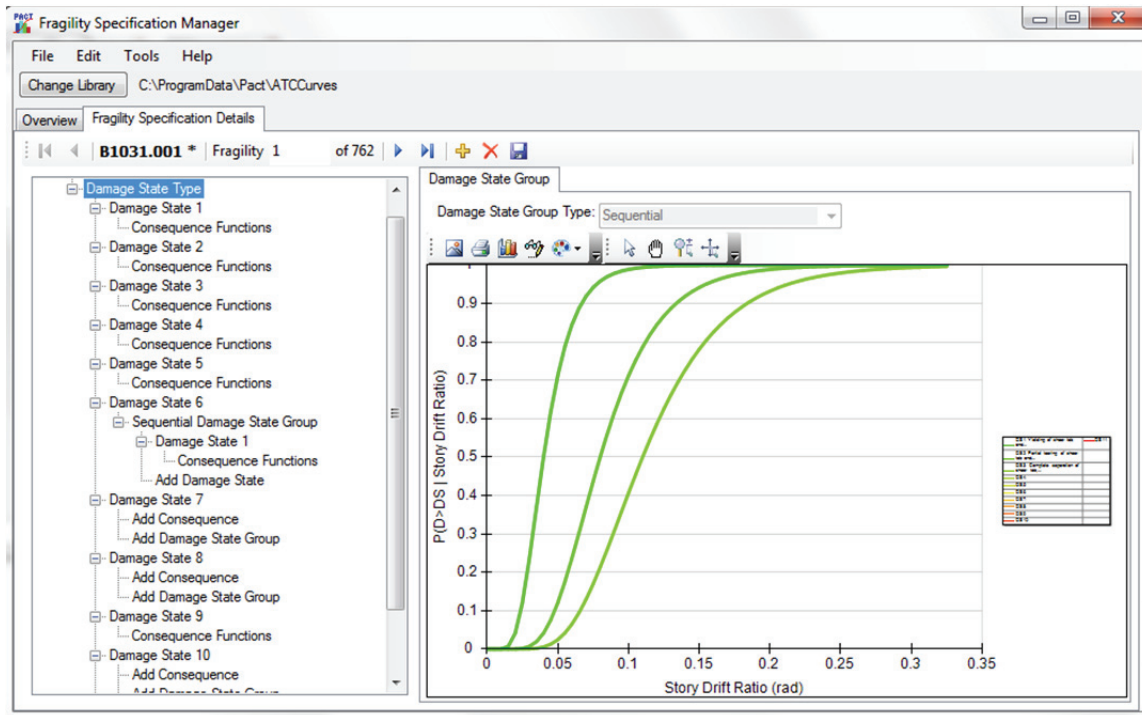 PACT
Fragility Specification Manager
File Edit Tools Help
Change Library C:\ProgramData\Pact\ATCCurves
Overview Fragility Specification Details
B1031.001 * Fragility 1 of 762
Damage State Type
Damage State 1
Consequence Functions
Damage State 2
Consequence Functions
Damage State 3
Consequence Functions
Damage State 4
Consequence Functions
Damage State 5
Consequence Functions
Damage State 6
Sequential Damage State Group
Damage State 1
Consequence Functions
Add Damage State
Damage State 7
Add Consequence
Add Damage State Group
Damage State 8
Add Consequence
Add Damage State Group
Damage State 9
Consequence Functions
Damage State 10
Add Consequence
Add Damage State Group
Damage State Group
Damage State Group Type: Sequential
P(D>DS | Story Drift Ratio)
1
0.9
0.8
0.7
0.6
0.5
0.4
0.3
0.2
0.1
0
0 0.05 0.1 0.15 0.2 0.25 0.3 0.35
Story Drift Ratio (rad)